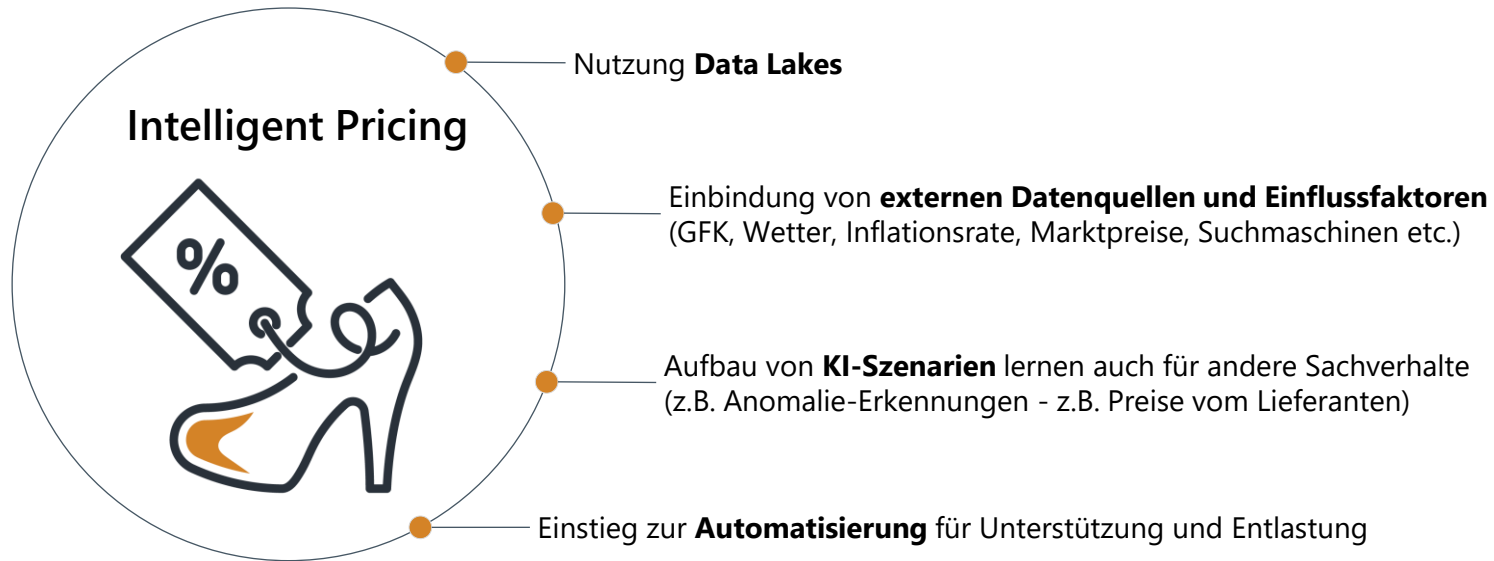 Nutzung Data Lakes
Intelligent Pricing
%
Einbindung von externen Datenquellen und Einflussfaktoren
(GFK, Wetter, Inflationsrate, Marktpreise, Suchmaschinen etc.)
Aufbau von KI-Szenarien lernen auch für andere Sachverhalte
(z.B. Anomalie-Erkennungen - z.B. Preise vom Lieferanten)
Einstieg zur Automatisierung für Unterstützung und Entlastung